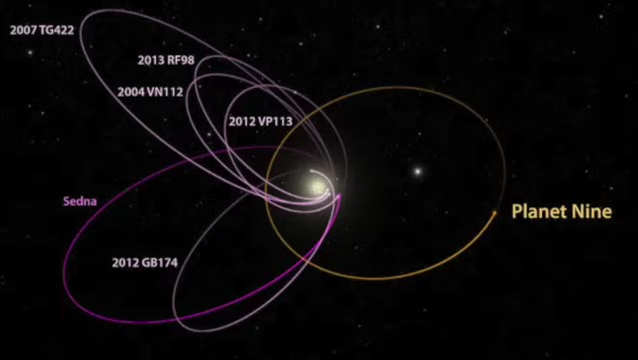 2007 TG422
2013 RF98
2004 VN112
2012 VP113
Sedna
Planet Nine
2012 GB174